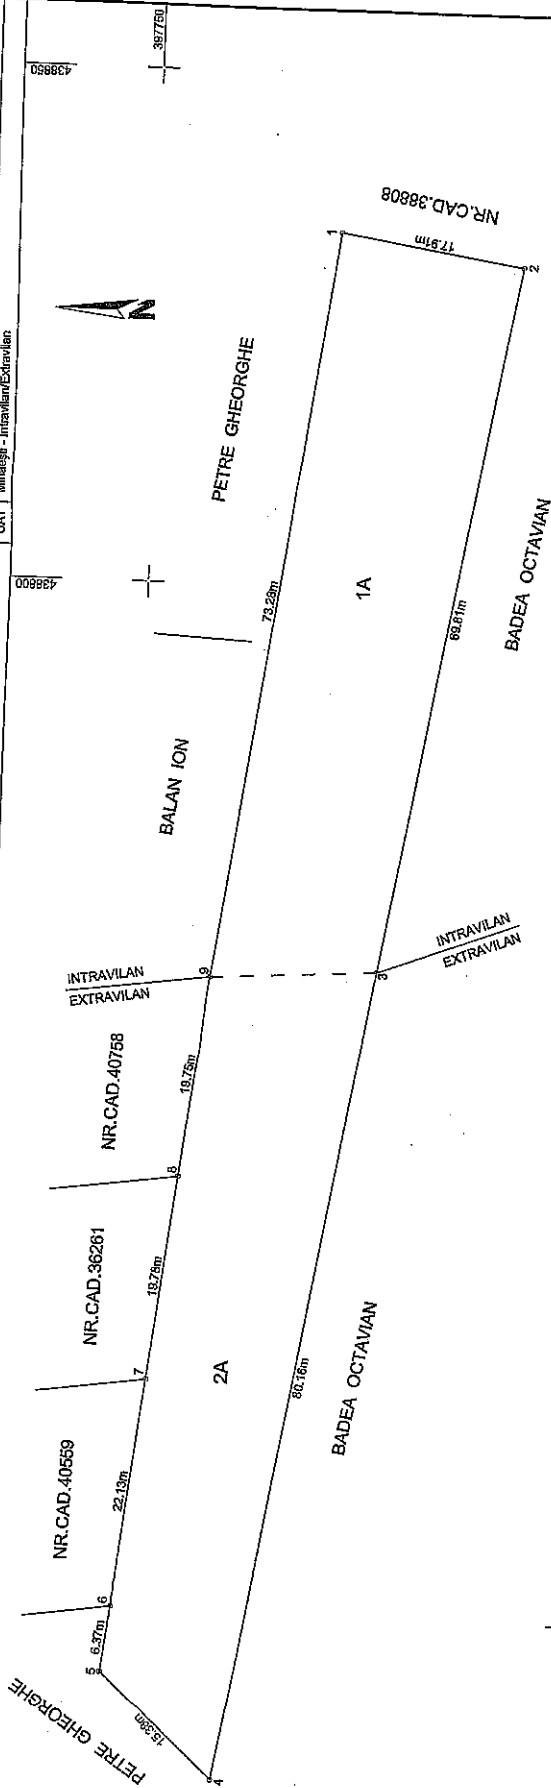 UAT | Mihaesti - Intravilan/Extravilan
438850
397750
NR.CAD.38808
1
17.91m
2
N
PETRE GHEORGHE
438800
73.29m
1A
69.81m
BADEA OCTAVIAN
BALAN ION
INTRAVILAN
EXTRAVILAN
9
3
INTRAVILAN
EXTRAVILAN
NR.CAD.40758
19.75m
8
NR.CAD.36261
19.78m
7
2A
80.16m
BADEA OCTAVIAN
NR.CAD.40559
22.13m
6
6.37m
5
PETRE GHEORGHE
15.39m
4